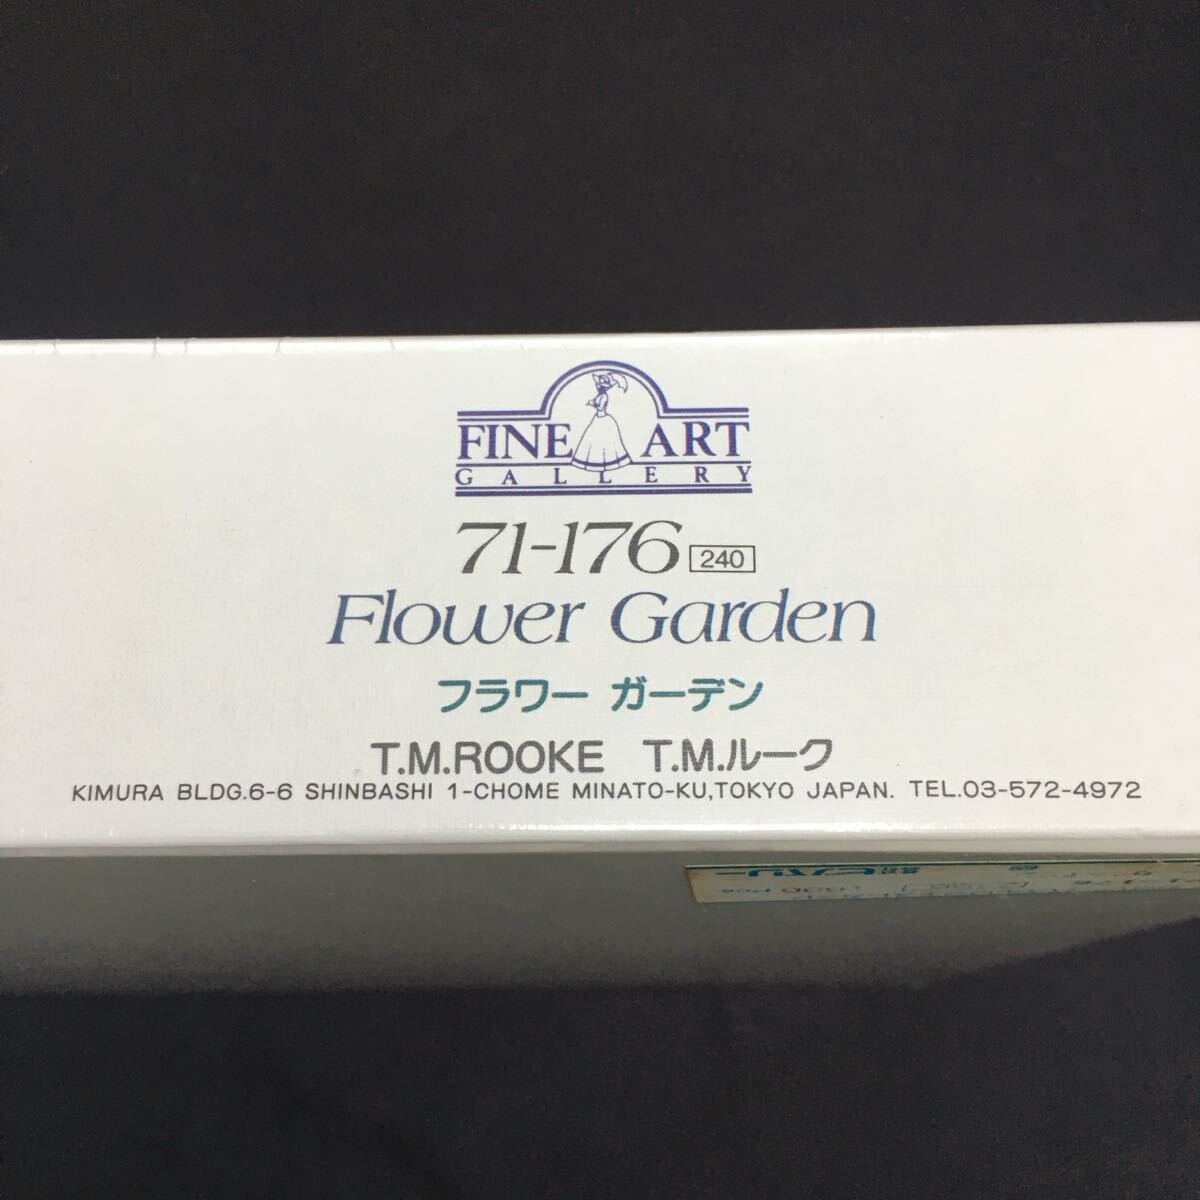 FINE ART
GALLERY
71-176 240
Flower Garden
フラワー ガーデン
T.M.ROOKE T.M.ルーク
KIMURA BLDG.6-6 SHINBASHI 1-CHOME MINATO-KU,TOKYO JAPAN. TEL.03-572-4972